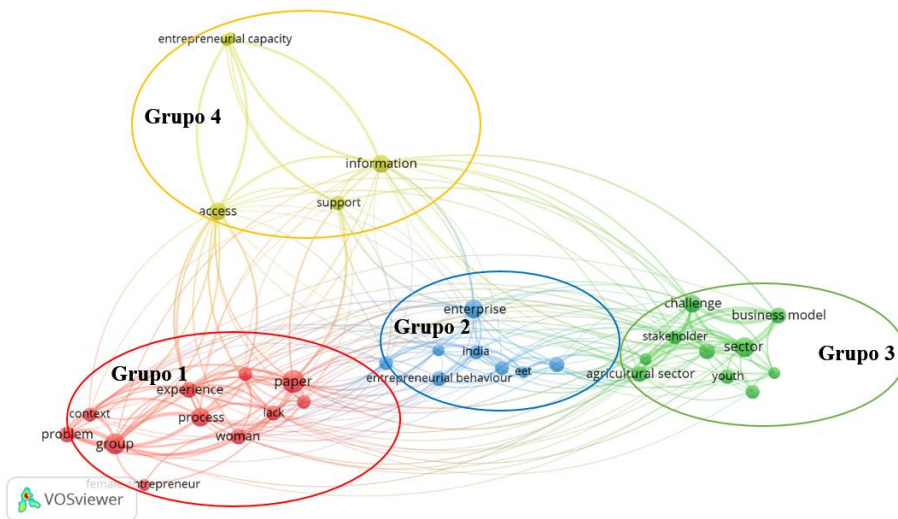 entrepreneurial capacity
Grupo 4
information
access
support
enterprise
Grupo 2
india
entrepreneurial behaviour
eet
challenge
business model
stakeholder
sector
Grupo 3
agricultural sector
youth
Grupo 1
experience
paper
context
process
lack
problem
group
woman
female entrepreneur
VOSviewer